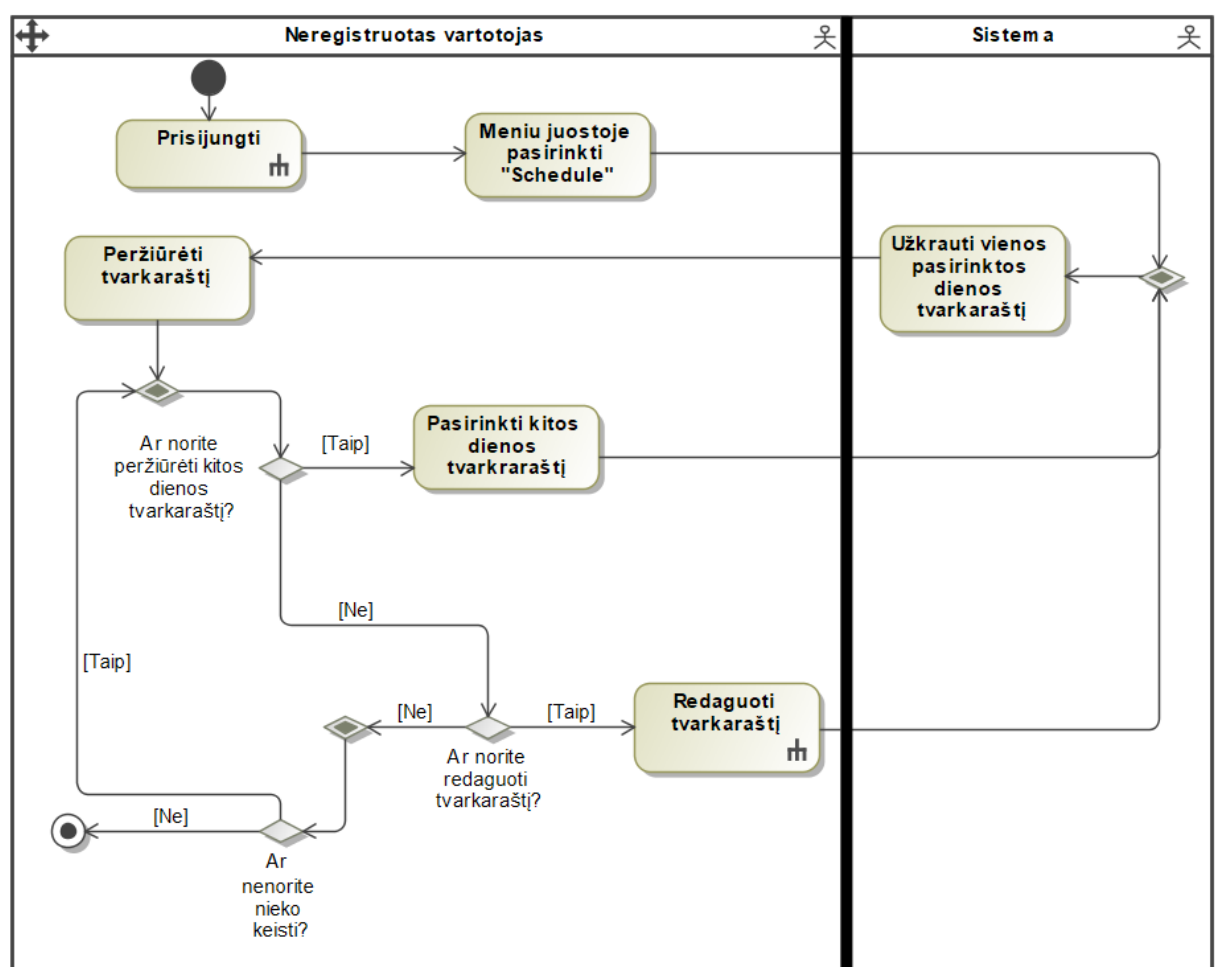 Neregistruotas vartotojas
Sistema
Prisijungti
Meniu juostoje
pasirinkti
"Schedule"
Peržiūrėti
tvarkaraštį
Užkrauti vienos
pasirinktos
dienos
tvarkaraštį
Ar norite
peržiūrėti kitos
dienos
tvarkaraštį?
[Taip]
Pasirinkti kitos
dienos
tvarkraraštį
[Ne]
[Taip]
[Ne]
[Taip]
Redaguoti
tvarkaraštį
Ar norite
redaguoti
tvarkaraštį?
[Ne]
Ar
nenorite
nieko
keisti?